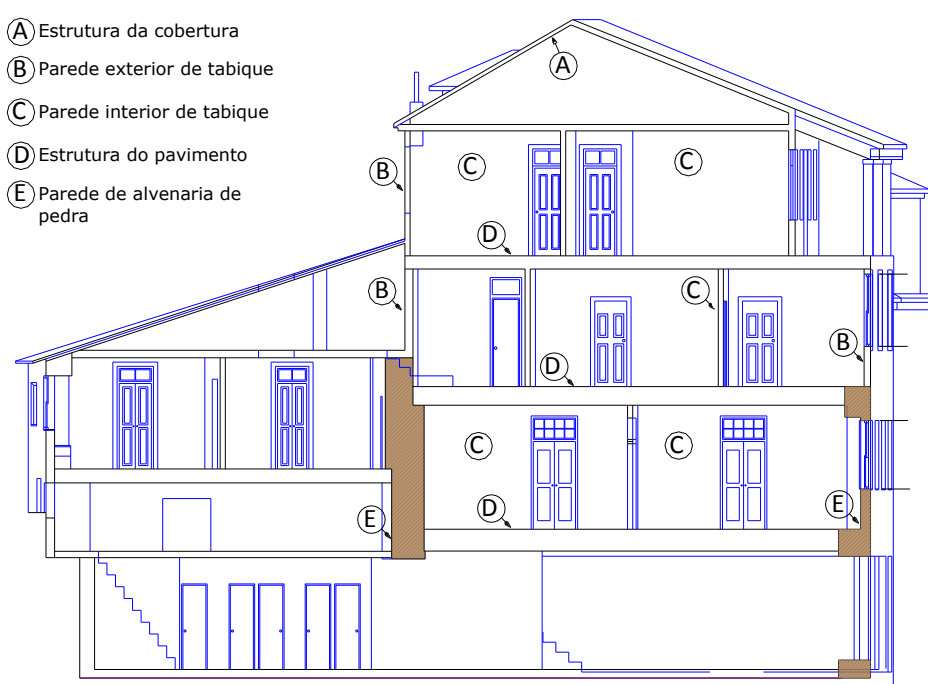 A Estrutura da cobertura
B Parede exterior de tabique
C Parede interior de tabique
D Estrutura do pavimento
E Parede de alvenaria de
pedra
A
B
C
C
D
B
C
B
D
C
C
D
E
E